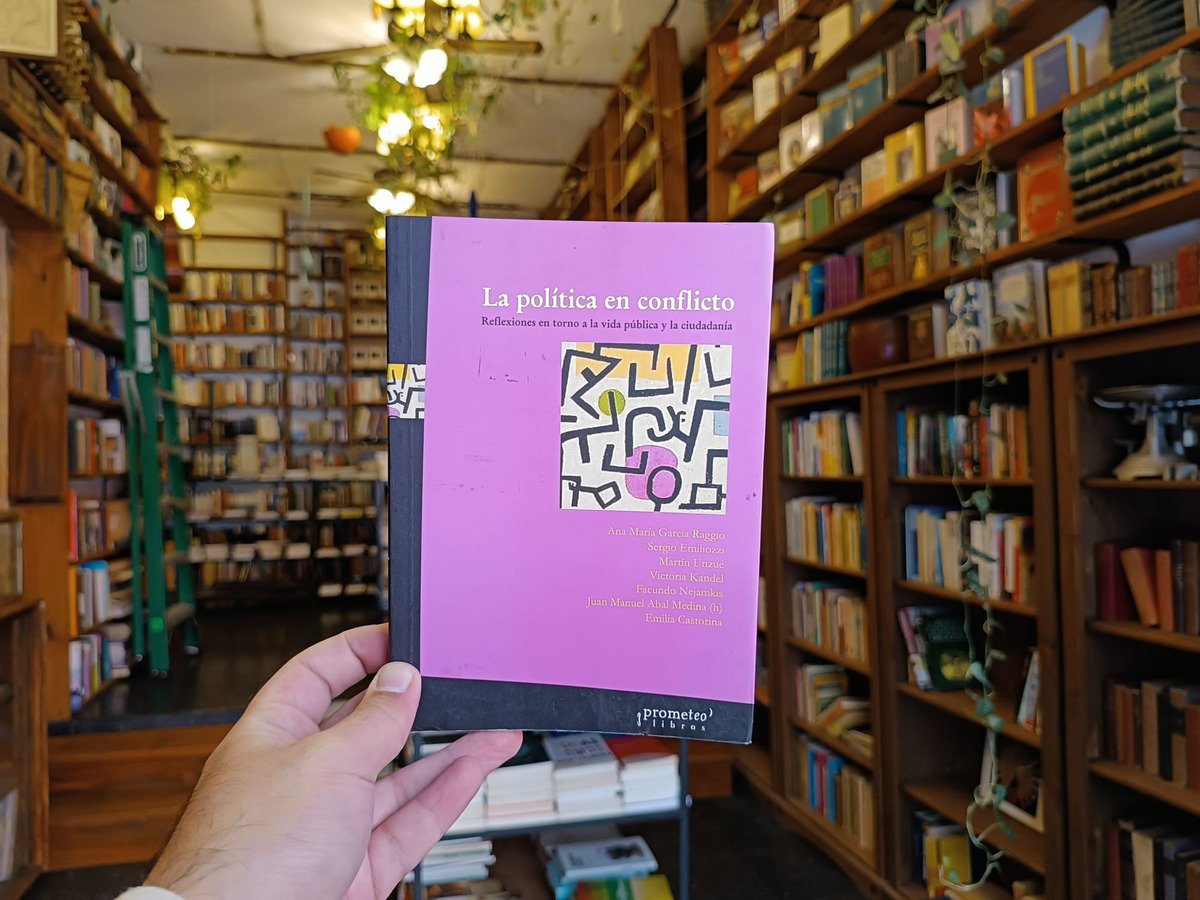 La política en conflicto
Reflexiones en torno a la vida pública y la ciudadanía
Ana María García Raggio
Sergio Emiliozzi
Martín Unzué
Victoria Kandel
Facundo Nejamkis
Juan Manuel Abal Medina (h)
Emilia Castorina
prometeo
libros